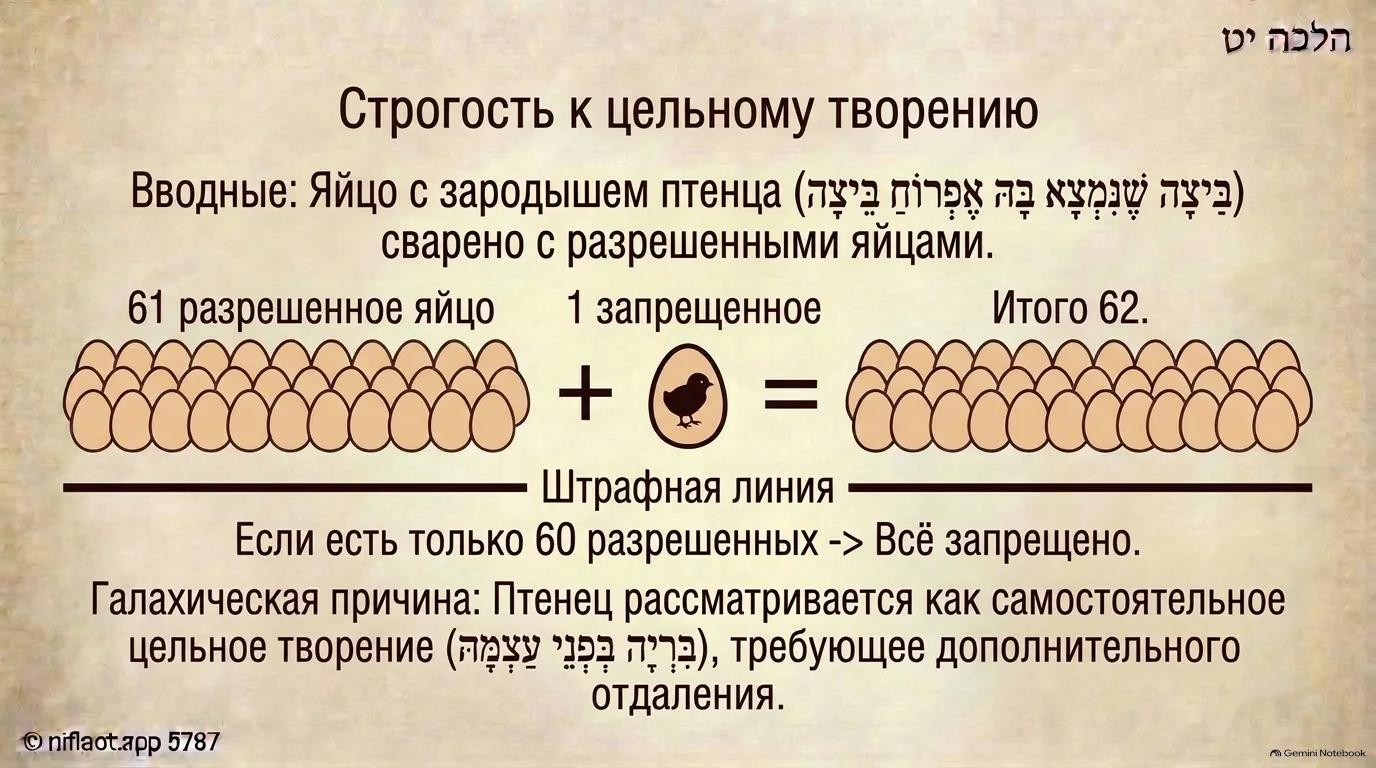 הלכה יט
Строгость к цельному творению
Вводные: Яйцо с зародышем птенца (בַּיצָה שֶׁנִּמְצָא בָּהּ אֶפְרוֹחַ בֵּיצָה)
сварено с разрешенными яйцами.
61 разрешенное яйцо 1 запрещенное Итого 62.
+ =
Штрафная линия
Если есть только 60 разрешенных -> Всё запрещено.
Галахическая причина: Птенец рассматривается как самостоятельное
цельное творение (בִּרְיָה בִּפְנֵי עַצְמָהּ), требующее дополнительного
отдаления.
© niflaot.app 5787
Gemini Notebook